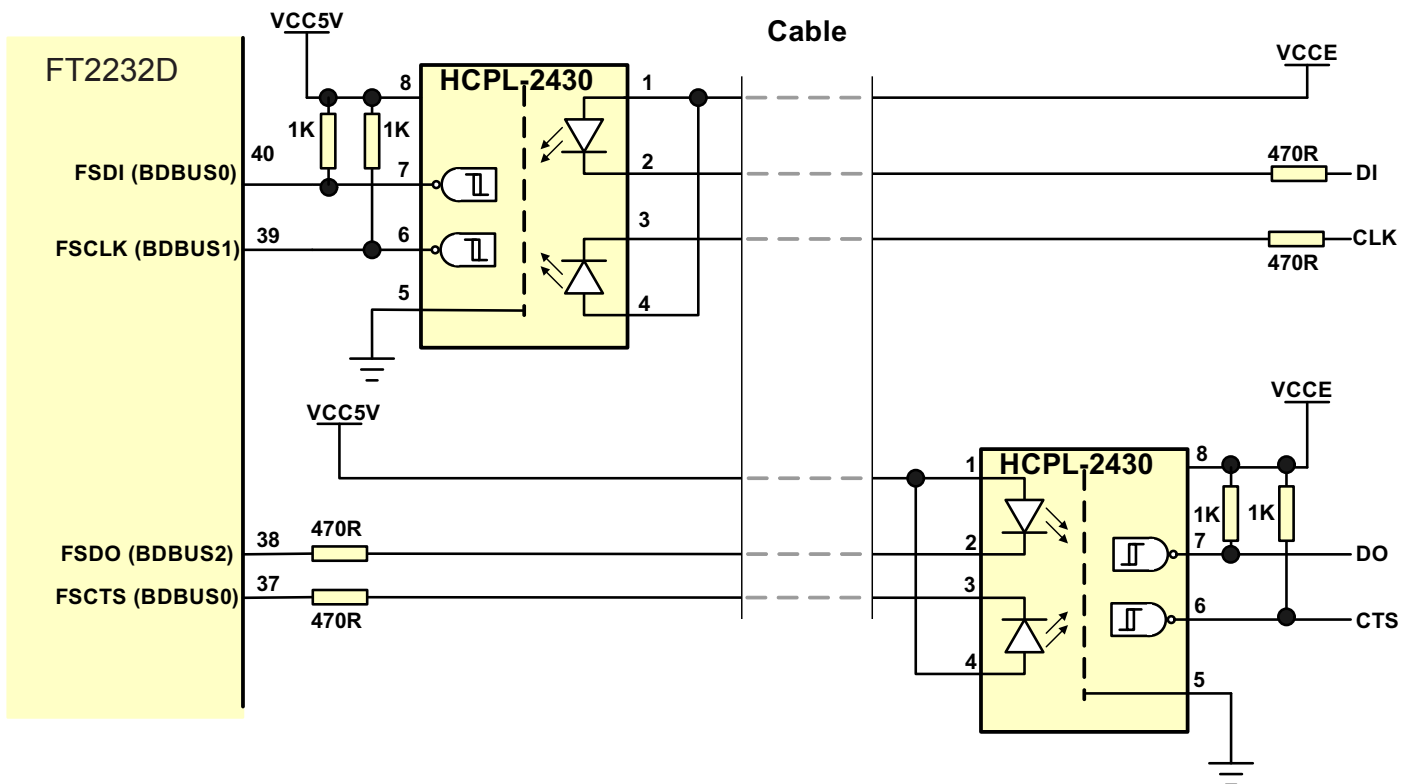 VCC5V
Cable
VCCE
FT2232D
8
HCPL-2430
1
1K
1K
40
FSDI (BDBUS0)
7
2
470R
DI
3
FSCLK (BDBUS1)
39
6
CLK
470R
5
4
VCC5V
VCCE
1
HCPL-2430
8
1K
1K
FSDO (BDBUS2)
38
470R
2
7
DO
FSCTS (BDBUS0)
37
470R
3
6
CTS
4
5